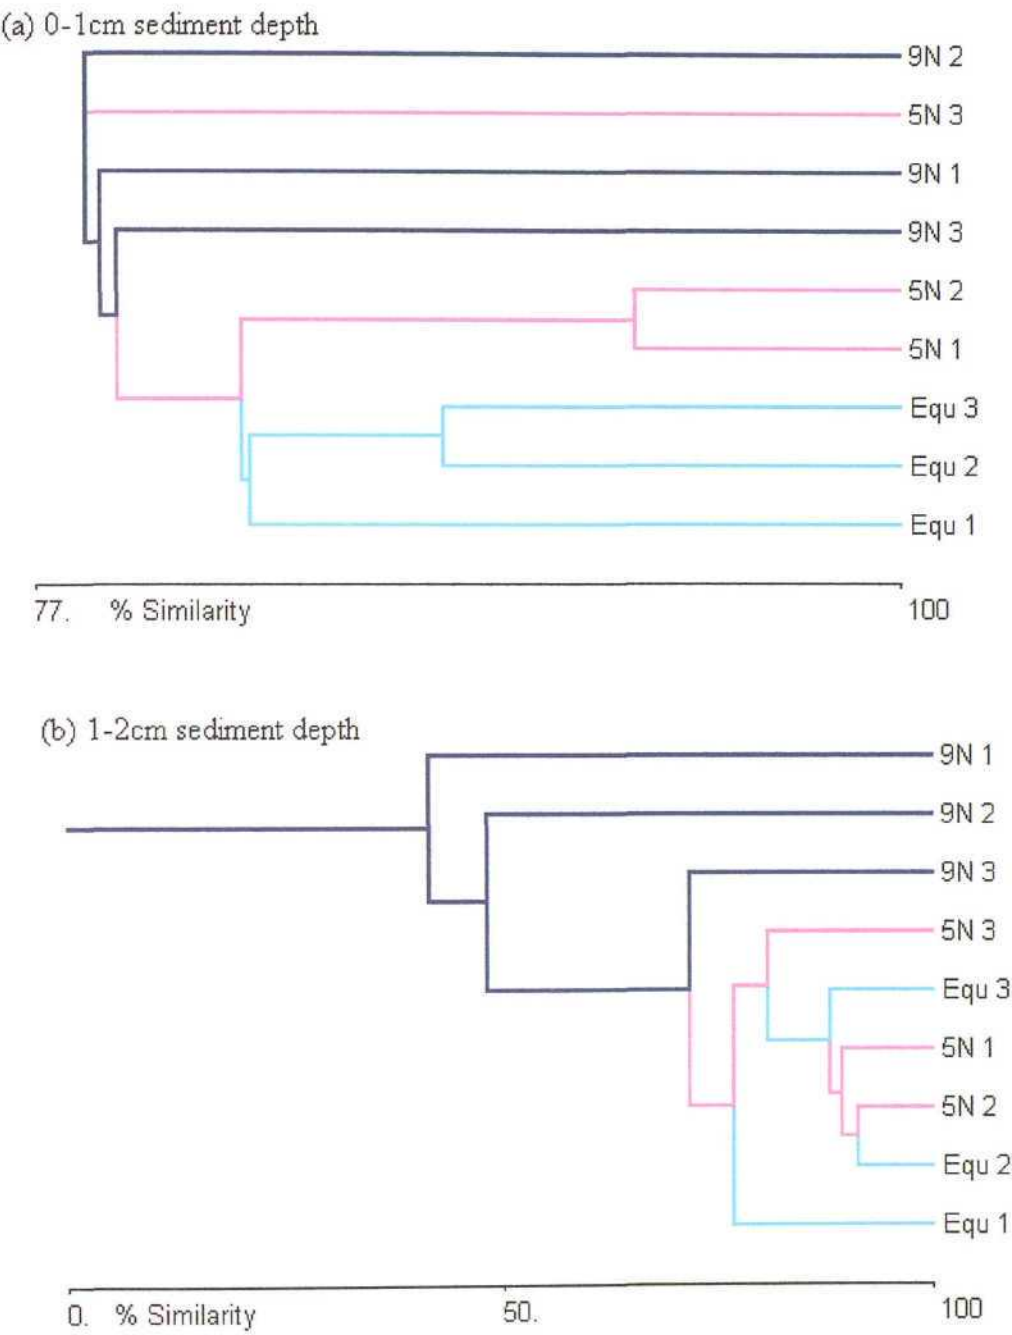 (a) 0-1cm sediment depth
9N 2
5N 3
9N 1
9N 3
5N 2
5N 1
Equ 3
Equ 2
Equ 1
77. % Similarity 100
(b) 1-2cm sediment depth
9N 1
9N 2
9N 3
5N 3
Equ 3
5N 1
5N 2
Equ 2
Equ 1
0. % Similarity 50. 100